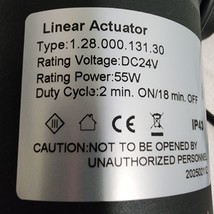 Linear Actuator
Type:1.28.000.131.30
Rating Voltage:DC24V
Rating Power:55W
Duty Cycle:2 min. ON/18 min. OFF
IP43
CAUTION:NOT TO BE OPENED BY
UNAUTHORIZED PERSONNEL